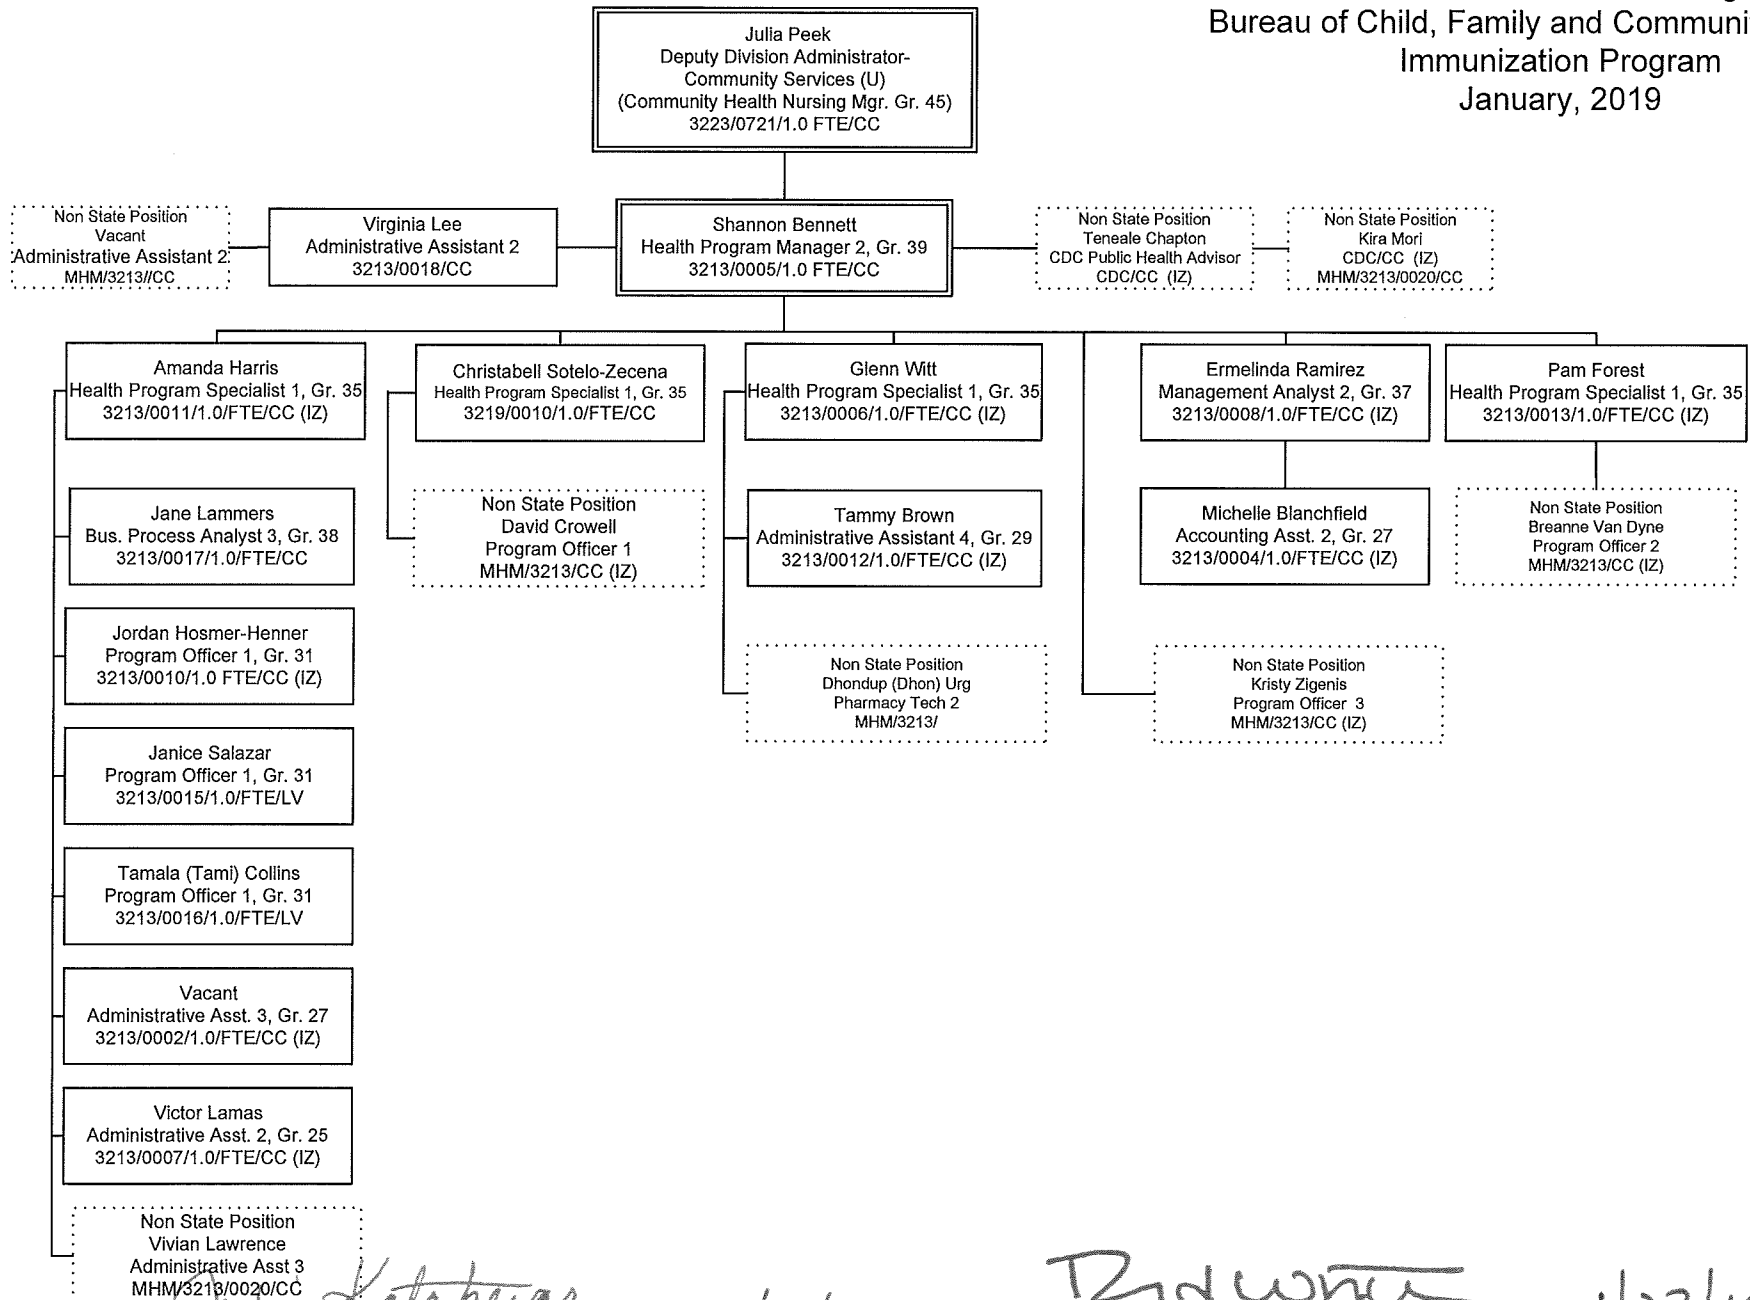 Bureau of Child, Family and Communi
Immunization Program
January, 2019
Julia Peek
Deputy Division Administrator-
Community Services (U)
(Community Health Nursing Mgr. Gr. 45)
3223/0721/1.0 FTE/CC
Non State Position
Vacant
Administrative Assistant 2
MHM/3213//CC
Virginia Lee
Administrative Assistant 2
3213/0018/CC
Shannon Bennett
Health Program Manager 2, Gr. 39
3213/0005/1.0 FTE/CC
Non State Position
Teneale Chapton
CDC Public Health Advisor
CDC/CC (IZ)
Non State Position
Kira Mori
CDC/CC (IZ)
MHM/3213/0020/CC
Amanda Harris
Health Program Specialist 1, Gr. 35
3213/0011/1.0/FTE/CC (IZ)
Christabell Sotelo-Zecena
Health Program Specialist 1, Gr. 35
3219/0010/1.0/FTE/CC
Glenn Witt
Health Program Specialist 1, Gr. 35
3213/0006/1.0/FTE/CC (IZ)
Ermelinda Ramirez
Management Analyst 2, Gr. 37
3213/0008/1.0/FTE/CC (IZ)
Pam Forest
Health Program Specialist 1, Gr. 35
3213/0013/1.0/FTE/CC (IZ)
Jane Lammers
Bus. Process Analyst 3, Gr. 38
3213/0017/1.0/FTE/CC
Non State Position
David Crowell
Program Officer 1
MHM/3213/CC (IZ)
Tammy Brown
Administrative Assistant 4, Gr. 29
3213/0012/1.0/FTE/CC (IZ)
Michelle Blanchfield
Accounting Asst. 2, Gr. 27
3213/0004/1.0/FTE/CC (IZ)
Non State Position
Breanne Van Dyne
Program Officer 2
MHM/3213/CC (IZ)
Jordan Hosmer-Henner
Program Officer 1, Gr. 31
3213/0010/1.0 FTE/CC (IZ)
Non State Position
Dhondup (Dhon) Urg
Pharmacy Tech 2
MHM/3213/
Non State Position
Kristy Zigenis
Program Officer 3
MHM/3213/CC (IZ)
Janice Salazar
Program Officer 1, Gr. 31
3213/0015/1.0/FTE/LV
Tamala (Tami) Collins
Program Officer 1, Gr. 31
3213/0016/1.0/FTE/LV
Vacant
Administrative Asst. 3, Gr. 27
3213/0002/1.0/FTE/CC (IZ)
Victor Lamas
Administrative Asst. 2, Gr. 25
3213/0007/1.0/FTE/CC (IZ)
Non State Position
Vivian Lawrence
Administrative Asst 3
MHM/3213/0020/CC